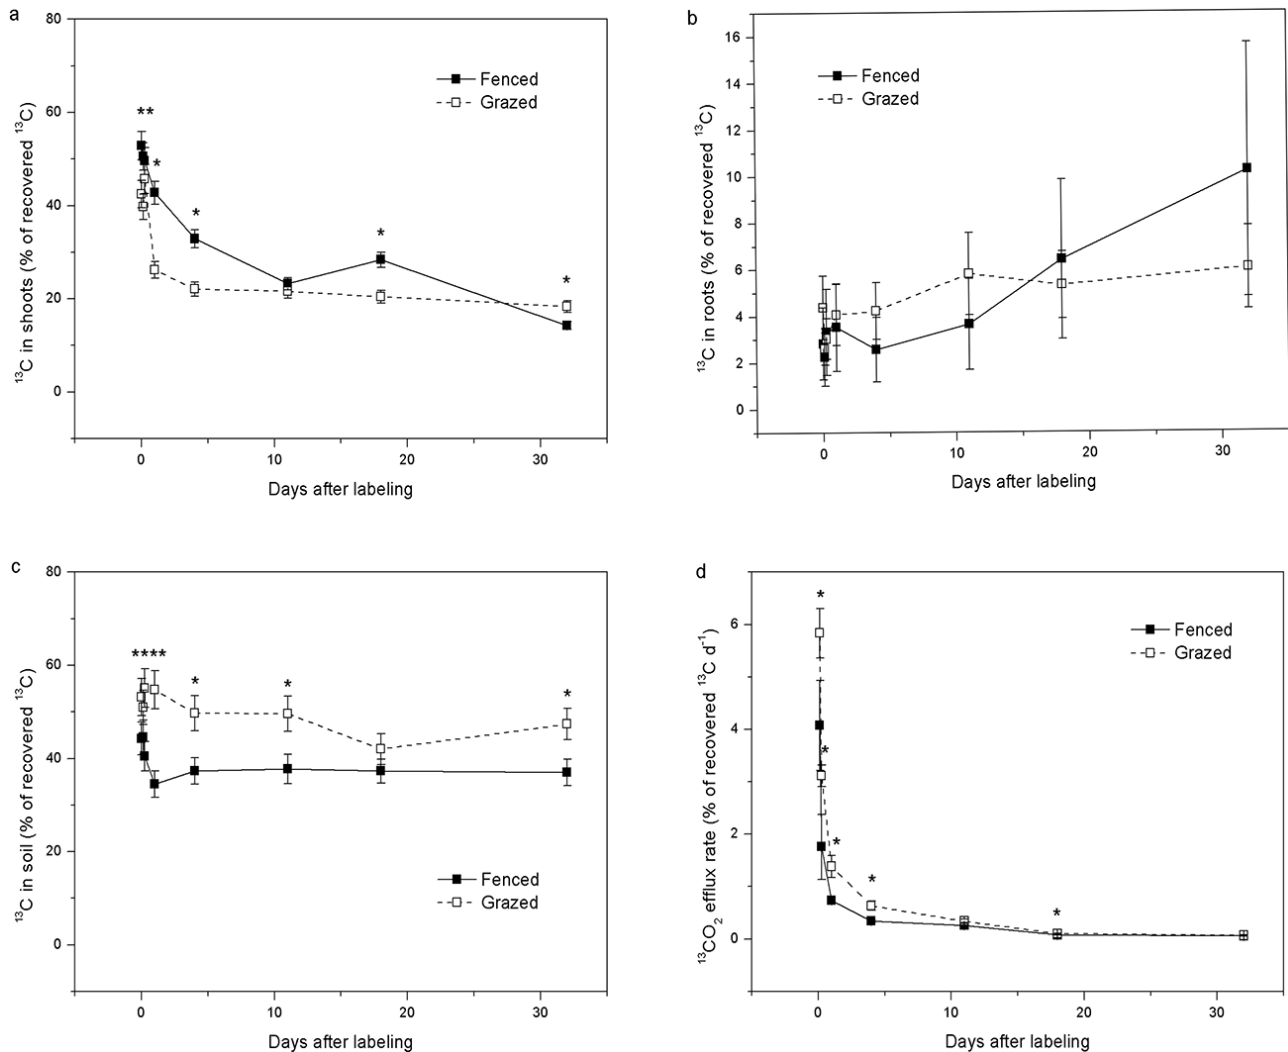 a
80
60
40
20
0
¹³C in shoots (% of recovered ¹³C)
**
*
*
*
*
Fenced
Grazed
0
10
20
30
Days after labeling
b
16
14
12
10
8
6
4
2
0
¹³C in roots (% of recovered ¹³C)
Fenced
Grazed
0
10
20
30
Days after labeling
c
80
60
40
20
0
¹³C in soil (% of recovered ¹³C)
****
*
*
*
Fenced
Grazed
0
10
20
30
Days after labeling
d
6
4
2
0
¹³CO₂ efflux rate (% of recovered ¹³C d⁻¹)
*
*
*
*
*
Fenced
Grazed
0
10
20
30
Days after labeling